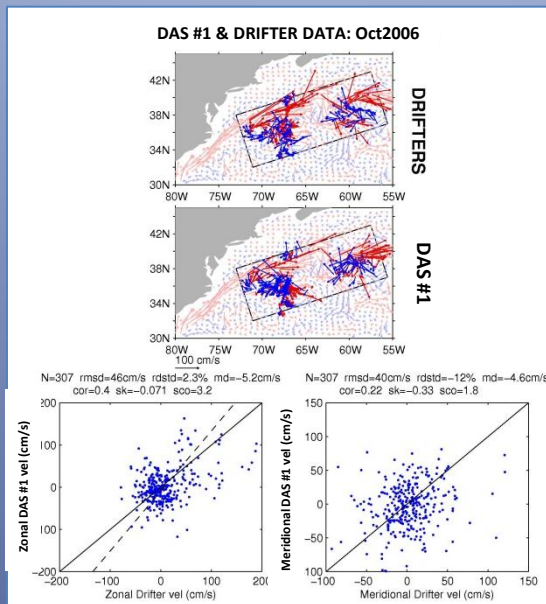 DAS #1 & DRIFTER DATA: Oct2006
42N
38N
34N
30N
80W 75W 70W 65W 60W 55W
DRIFTERS
42N
38N
34N
30N
80W 75W 70W 65W 60W 55W
DAS #1
100 cm/s
N=307 rmsd=46cm/s rdstd=2.3% md=−5.2cm/s
cor=0.4 sk=−0.071 sco=3.2
200
100
0
100
−200
−200 −100 0 100 200
Zonal DAS #1 vel (cm/s)
Zonal Drifter vel (cm/s)
N=307 rmsd=40cm/s rdstd=−12% md=−4.6cm/s
cor=0.22 sk=−0.33 sco=1.8
150
100
50
0
−50
−100
−100 −50 0 50 100 150
Meridional DAS #1 vel (cm/s)
Meridional Drifter vel (cm/s)